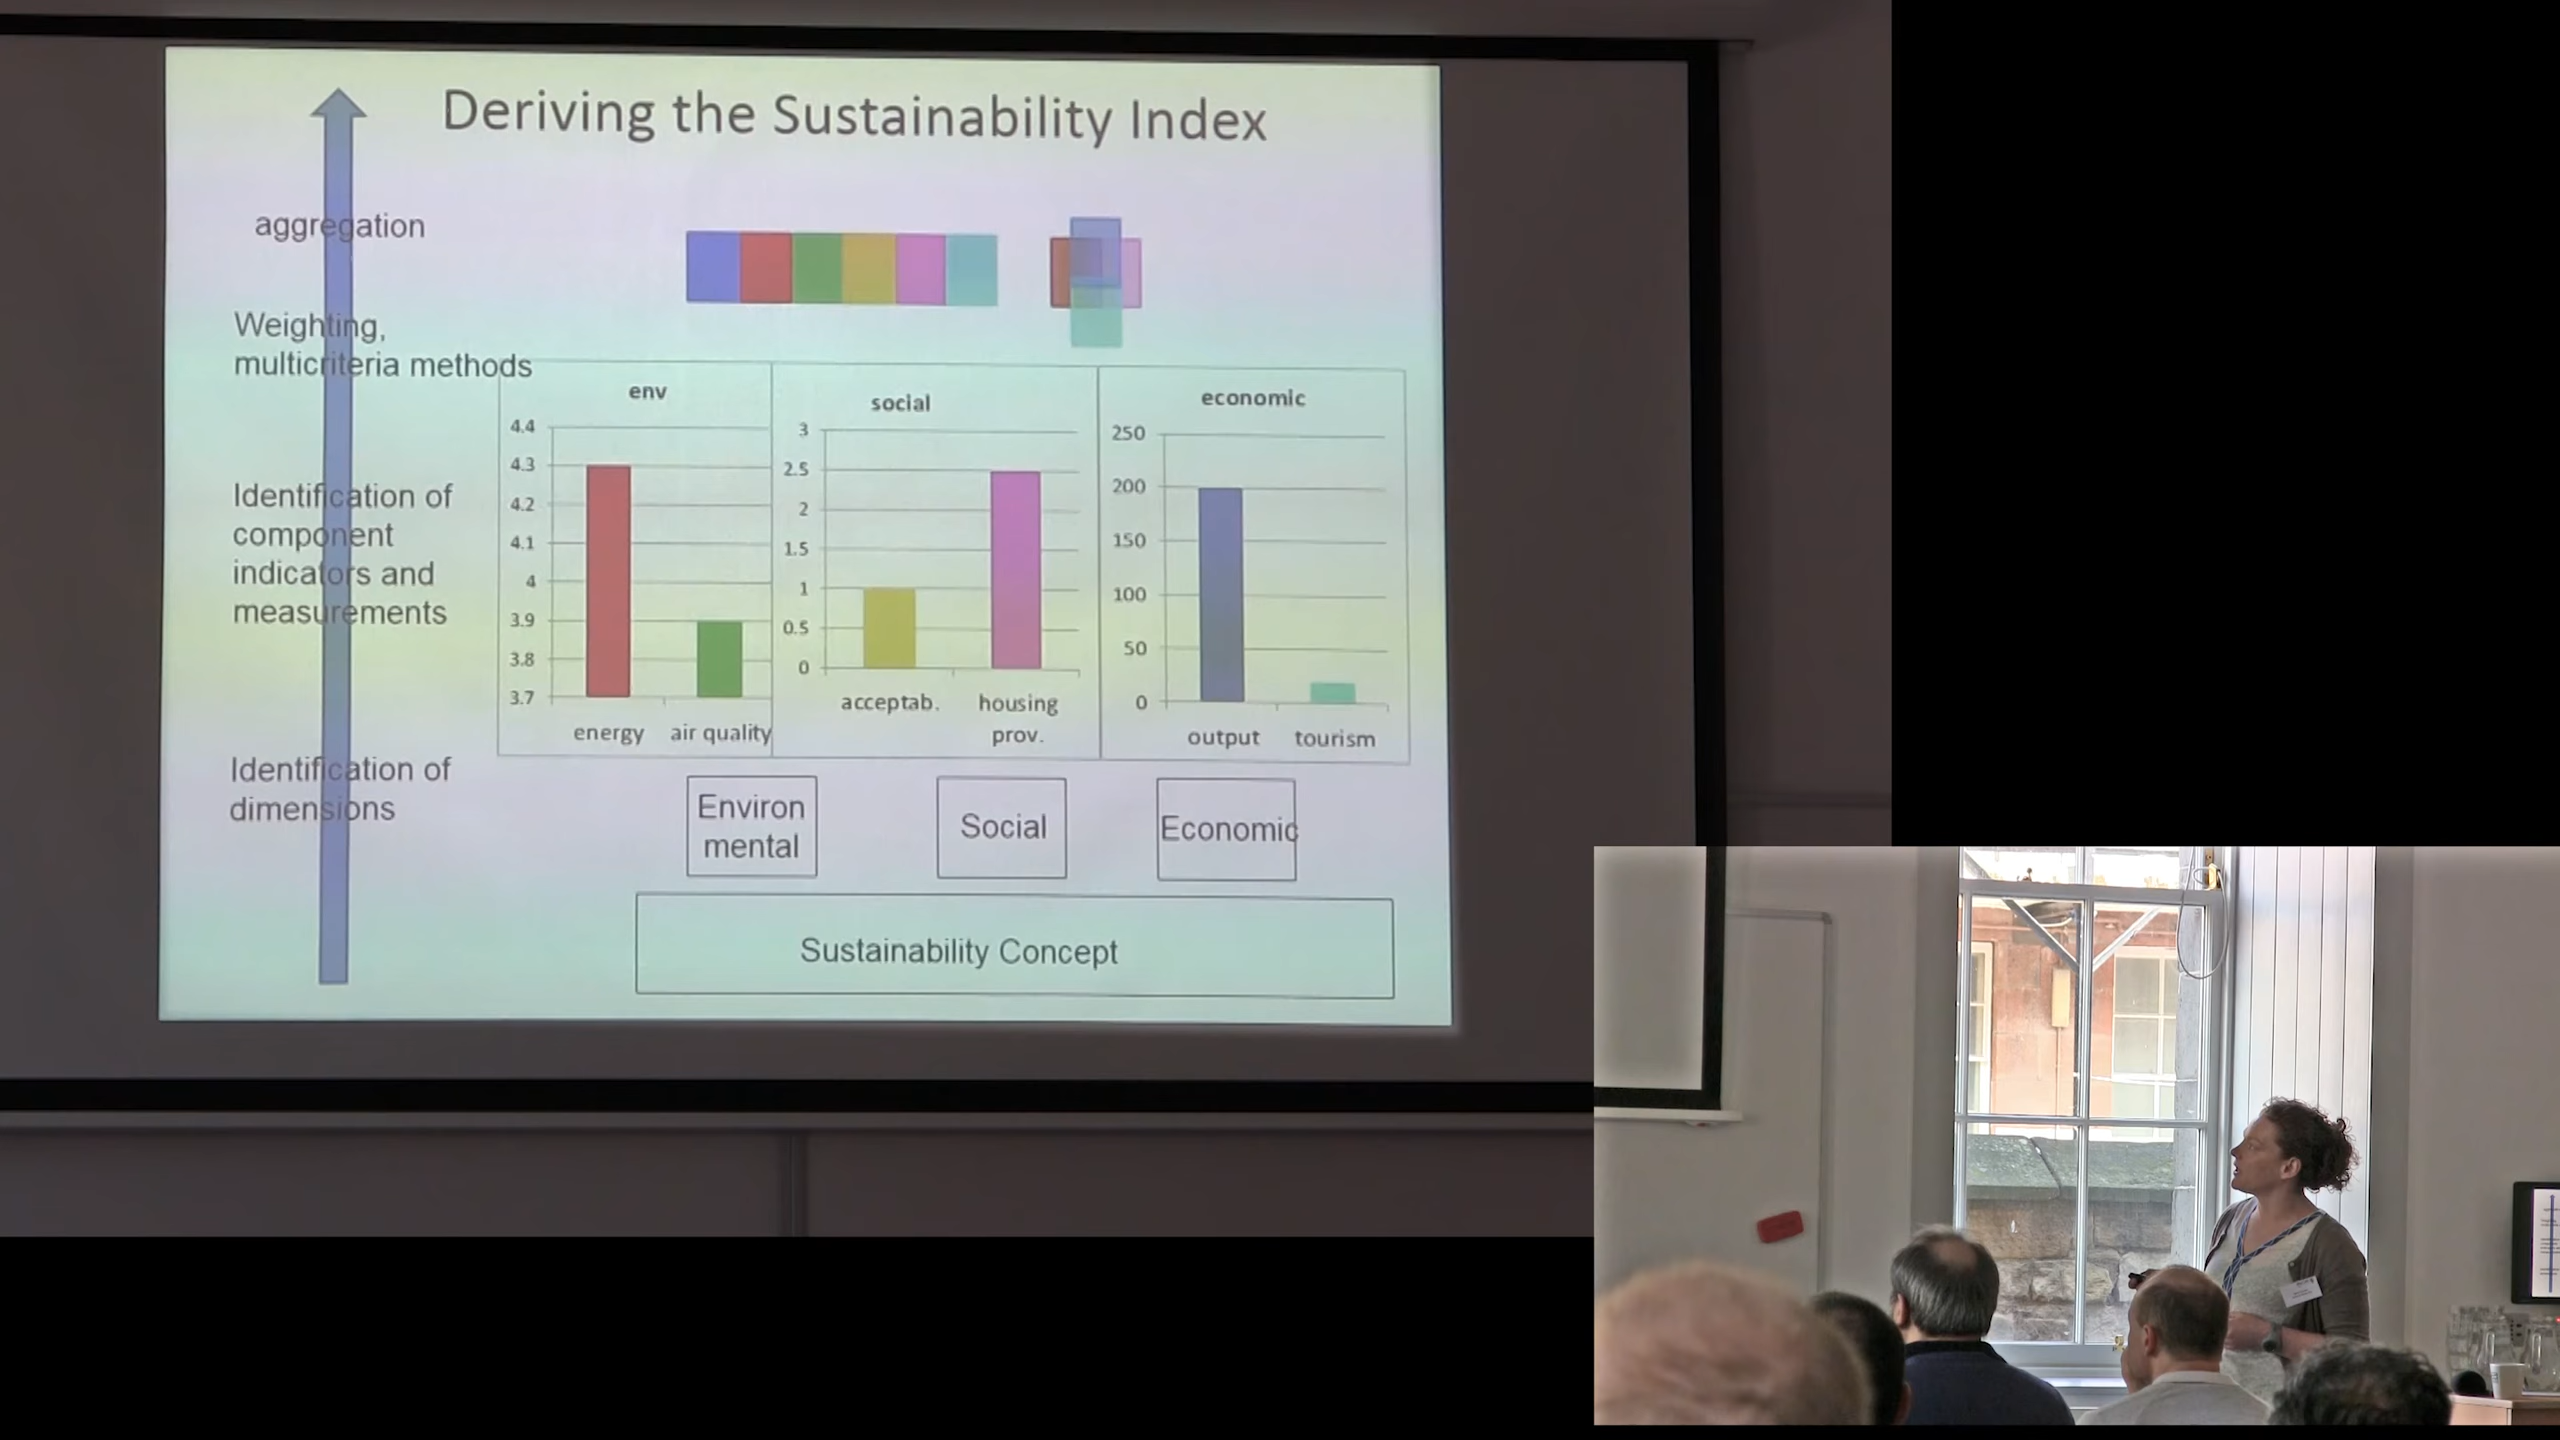 Deriving the Sustainability Index
aggregation
Weighting,
multicriteria methods
env
4.4
4.3
4.2
4.1
4
3.9
3.8
3.7
energy
air quality
social
3
2.5
2
1.5
1
0.5
0
acceptab.
housing
prov.
economic
250
200
150
100
50
0
output
tourism
Identification of
component
indicators and
measurements
Identification of
dimensions
Environ
mental
Social
Economic
Sustainability Concept